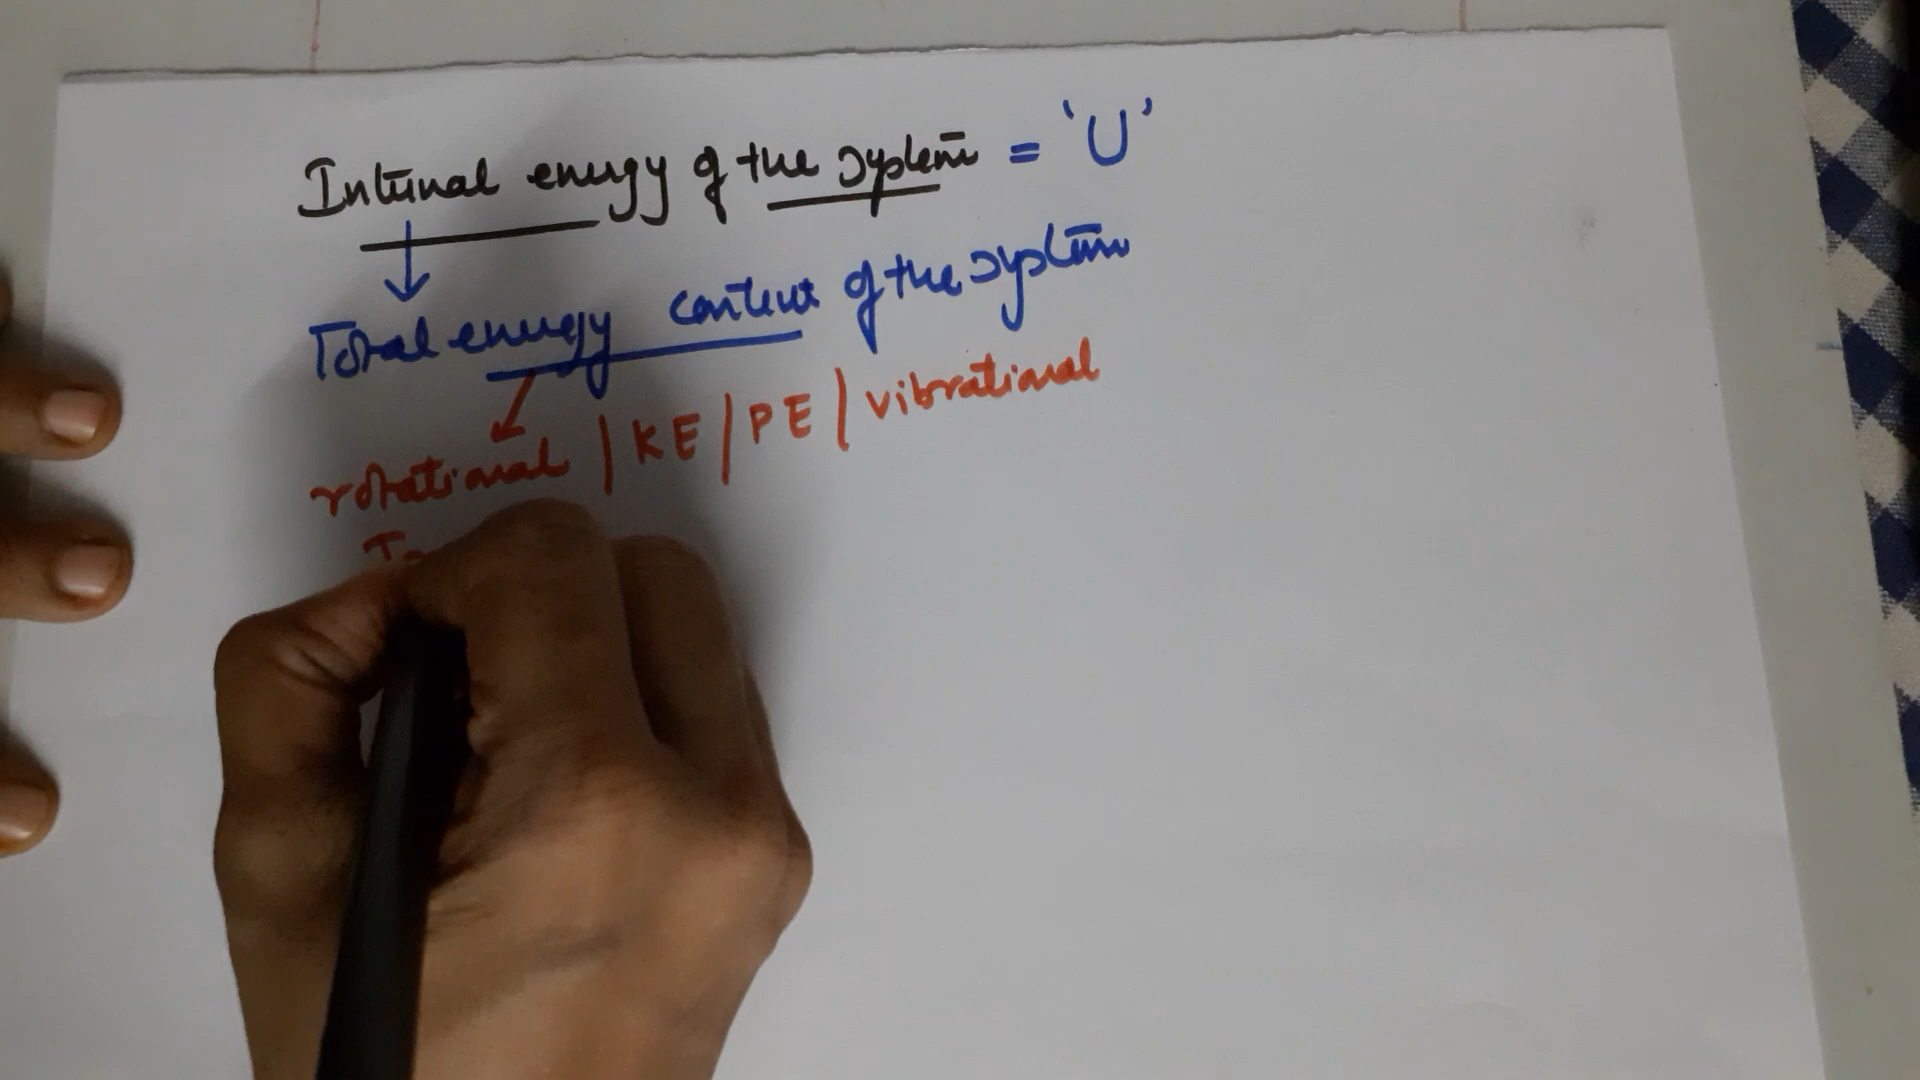 Internal energy of the system = 'U'
Total energy content of the system
rotational | KE | PE | vibrational